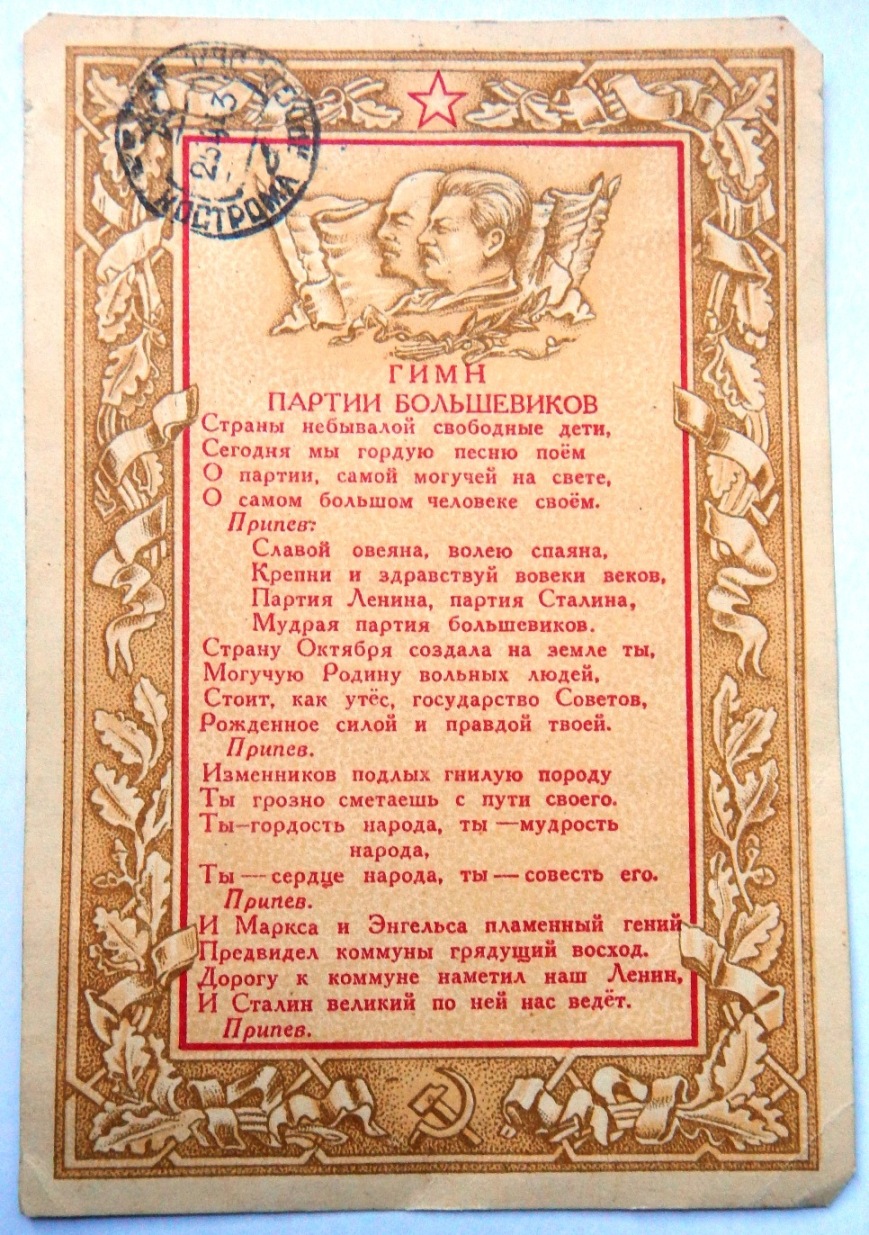 КОСТРОМА
ГИМН
ПАРТИИ БОЛЬШЕВИКОВ
Страны небывалой свободные дети,
Сегодня мы гордую песню поём
О партии, самой могучей на свете,
О самом большом человеке своём.
Припев:
Славой овеяна, волею спаяна,
Крепни и здравствуй вовеки веков,
Партия Ленина, партия Сталина,
Мудрая партия большевиков.
Страну Октября создала на земле ты,
Могучую Родину вольных людей,
Стоит, как утёс, государство Советов,
Рожденное силой и правдой твоей.
Припев.
Изменников подлых гнилую породу
Ты грозно сметаешь с пути своего.
Ты—гордость народа, ты —мудрость
народа,
Ты — сердце народа, ты — совесть его.
Припев.
И Маркса и Энгельса пламенный гений
Предвидел коммуны грядущий восход.
Дорогу к коммуне наметил наш Ленин,
И Сталин великий по ней нас ведёт.
Припев.